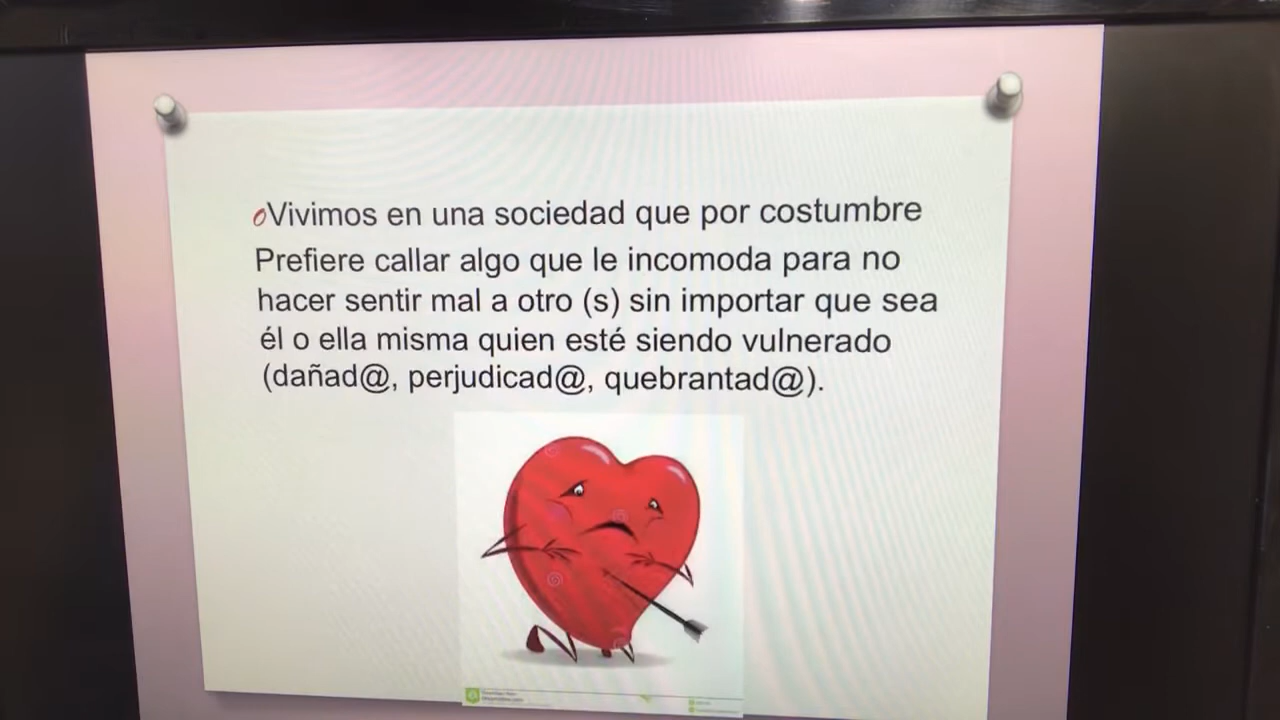 Vivimos en una sociedad que por costumbre
Prefiere callar algo que le incomoda para no
hacer sentir mal a otro (s) sin importar que sea
él o ella misma quien esté siendo vulnerado
(dañad@, perjudicad@, quebrantad@).